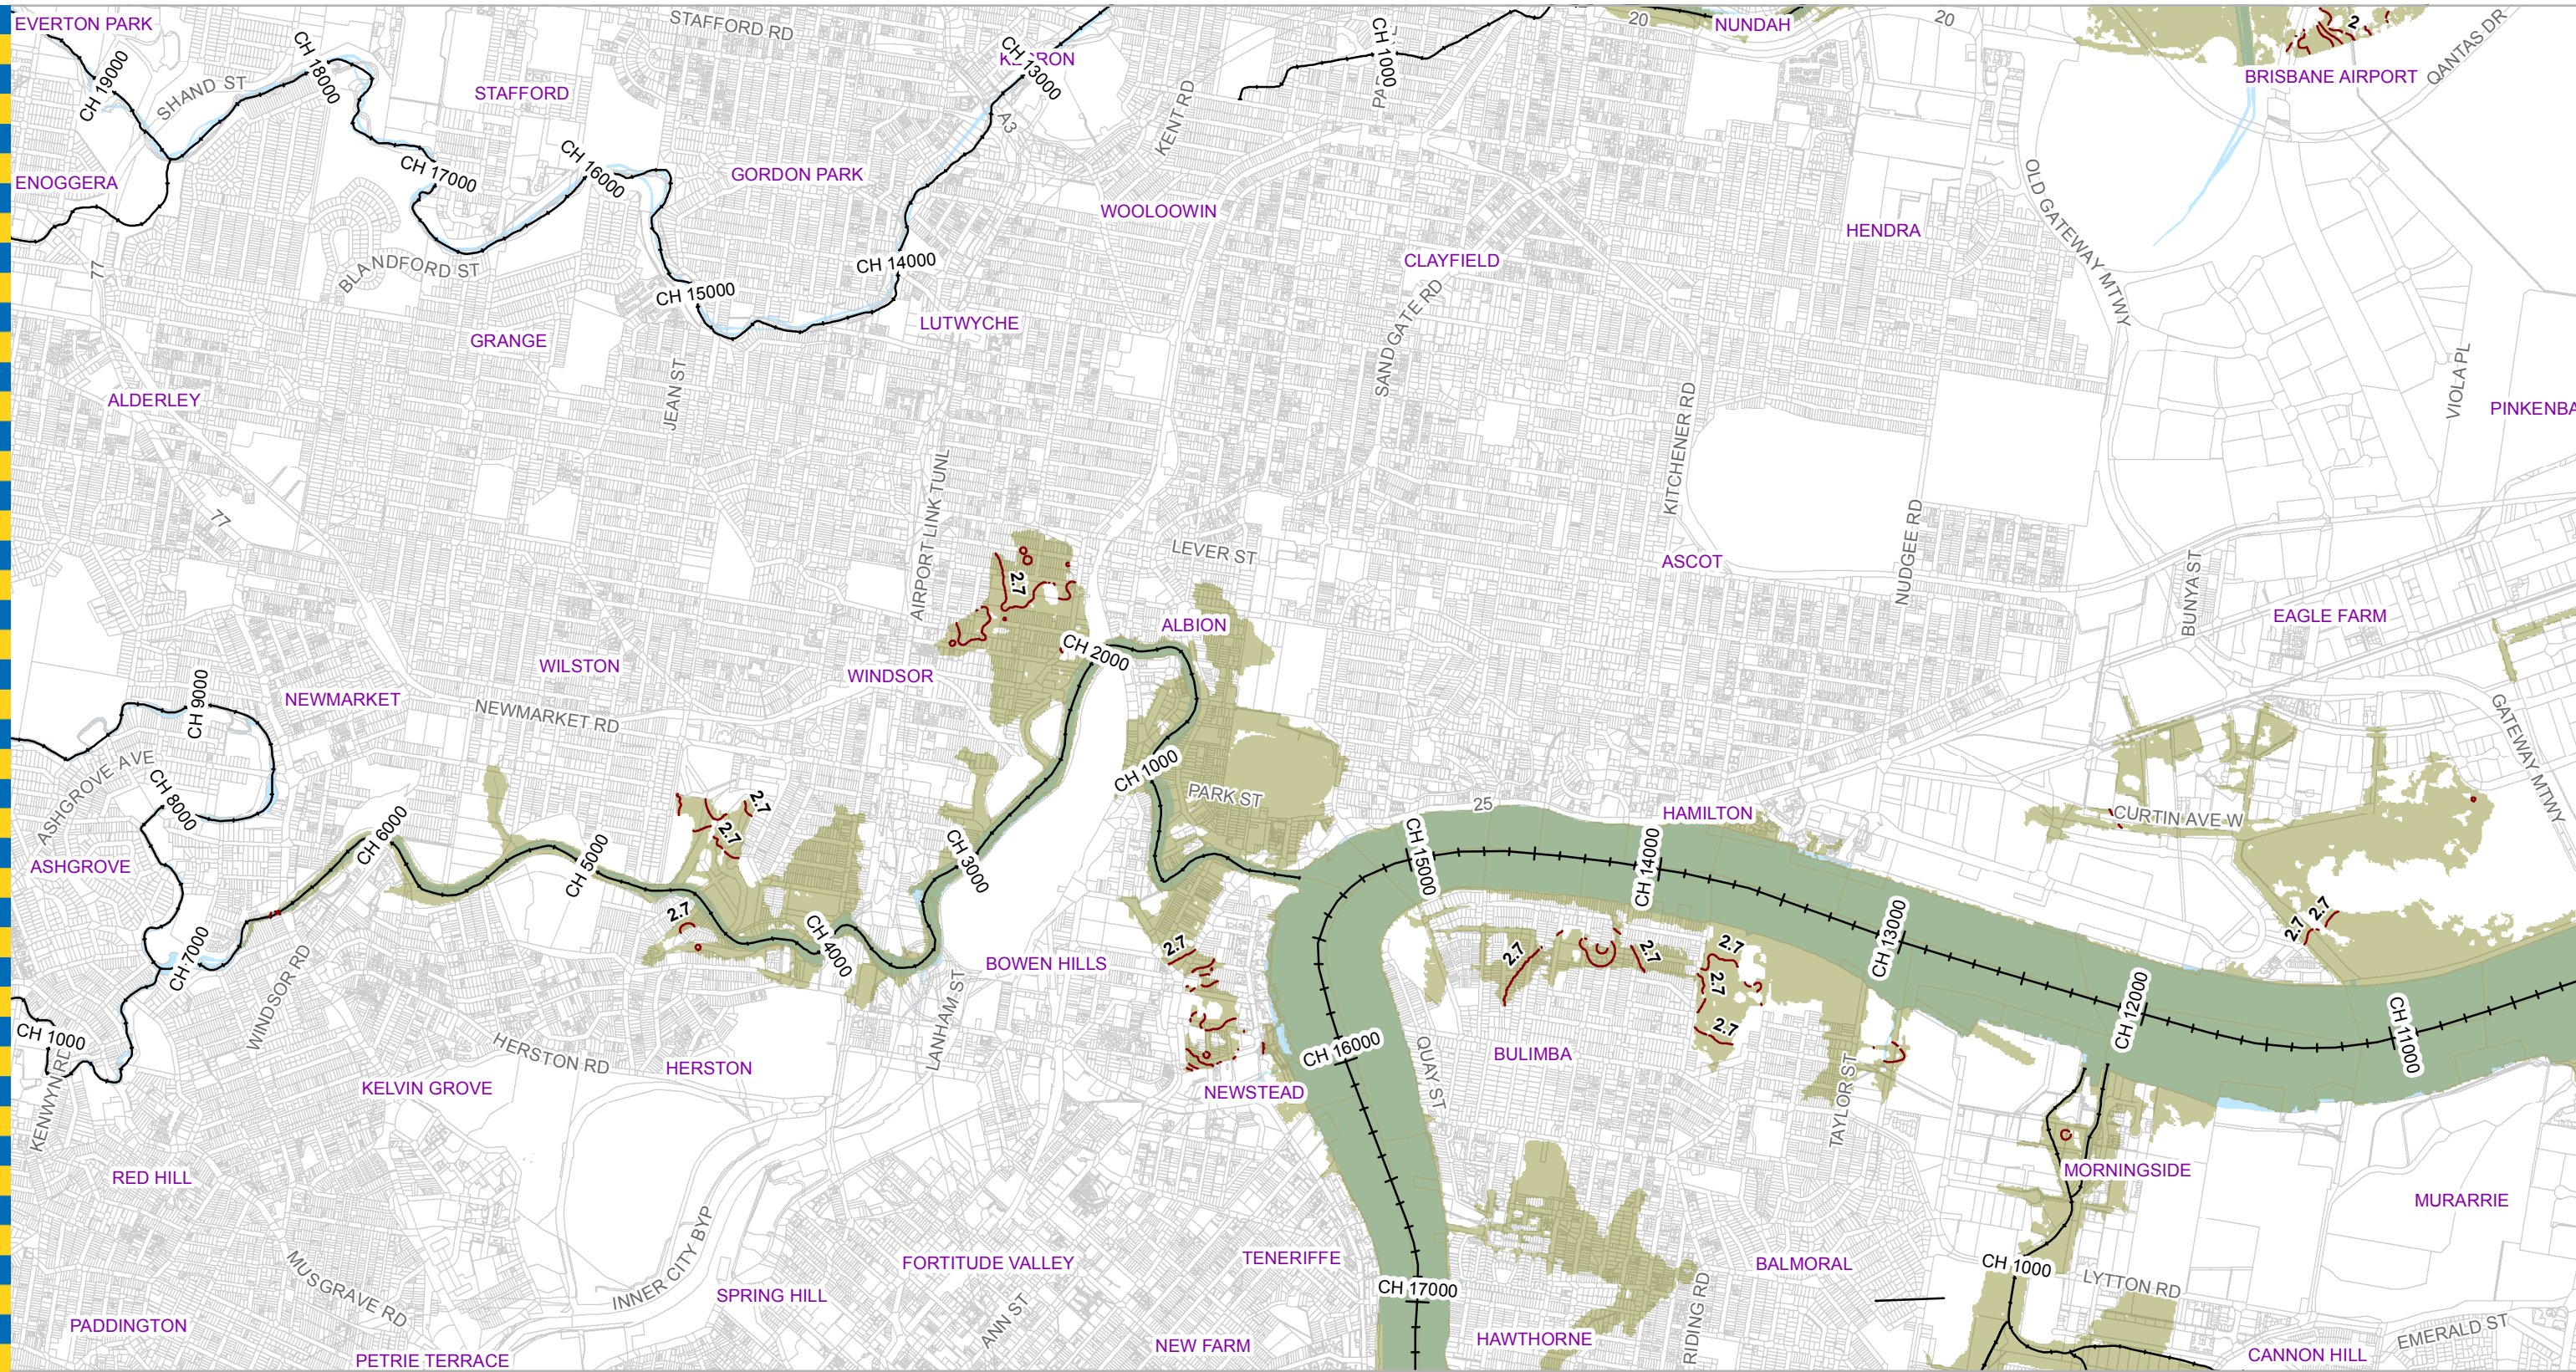 EVERTON PARK
STAFFORD RD
20
NUNDAH
20
2
QANTAS DR
CH 19000
CH 18000
CH 13000
CH 1000
BRISBANE AIRPORT
SHAND ST
STAFFORD
A3
KENT RD
ENOGGERA
CH 17000
CH 16000
GORDON PARK
WOOLOOWIN
HENDRA
OLD GATEWAY MTWY
77
BLANDFORD ST
CH 15000
CH 14000
CLAYFIELD
LUTWYCHE
GRANGE
SANDGATE RD
JEAN ST
VIOLA PL
ALDERLEY
KITCHENER RD
77
AIRPORT LINK TUNL
LEVER ST
ASCOT
NUDGEE RD
BUNYA ST
2.7
EAGLE FARM
ALBION
CH 2000
WILSTON
WINDSOR
NEWMARKET
CH 9000
NEWMARKET RD
GATEWAY MTWY
ASHGROVE AVE
CH 8000
CH 1000
PARK ST
25
HAMILTON
CURTIN AVE W
2.7
2.7
CH 6000
CH 5000
CH 3000
CH 15000
CH 14000
ASHGROVE
2.7
CH 4000
CH 13000
2.7
2.7
CH 7000
WINDSOR RD
BOWEN HILLS
2.7
2.7
2.7
2.7
2.7
2.7
CH 12000
CH 11000
CH 1000
KENWYN RD
HERSTON RD
HERSTON
LANHAM ST
CH 16000
QUAY ST
BULIMBA
TAYLOR ST
KELVIN GROVE
NEWSTEAD
RED HILL
MORNINGSIDE
MURARRIE
MUSGRAVE RD
INNER CITY BYP
FORTITUDE VALLEY
TENERIFFE
BALMORAL
CH 1000
LYTTON RD
SPRING HILL
CH 17000
PADDINGTON
ANN ST
NEW FARM
HAWTHORNE
RIDING RD
EMERALD ST
PETRIE TERRACE
CANNON HILL